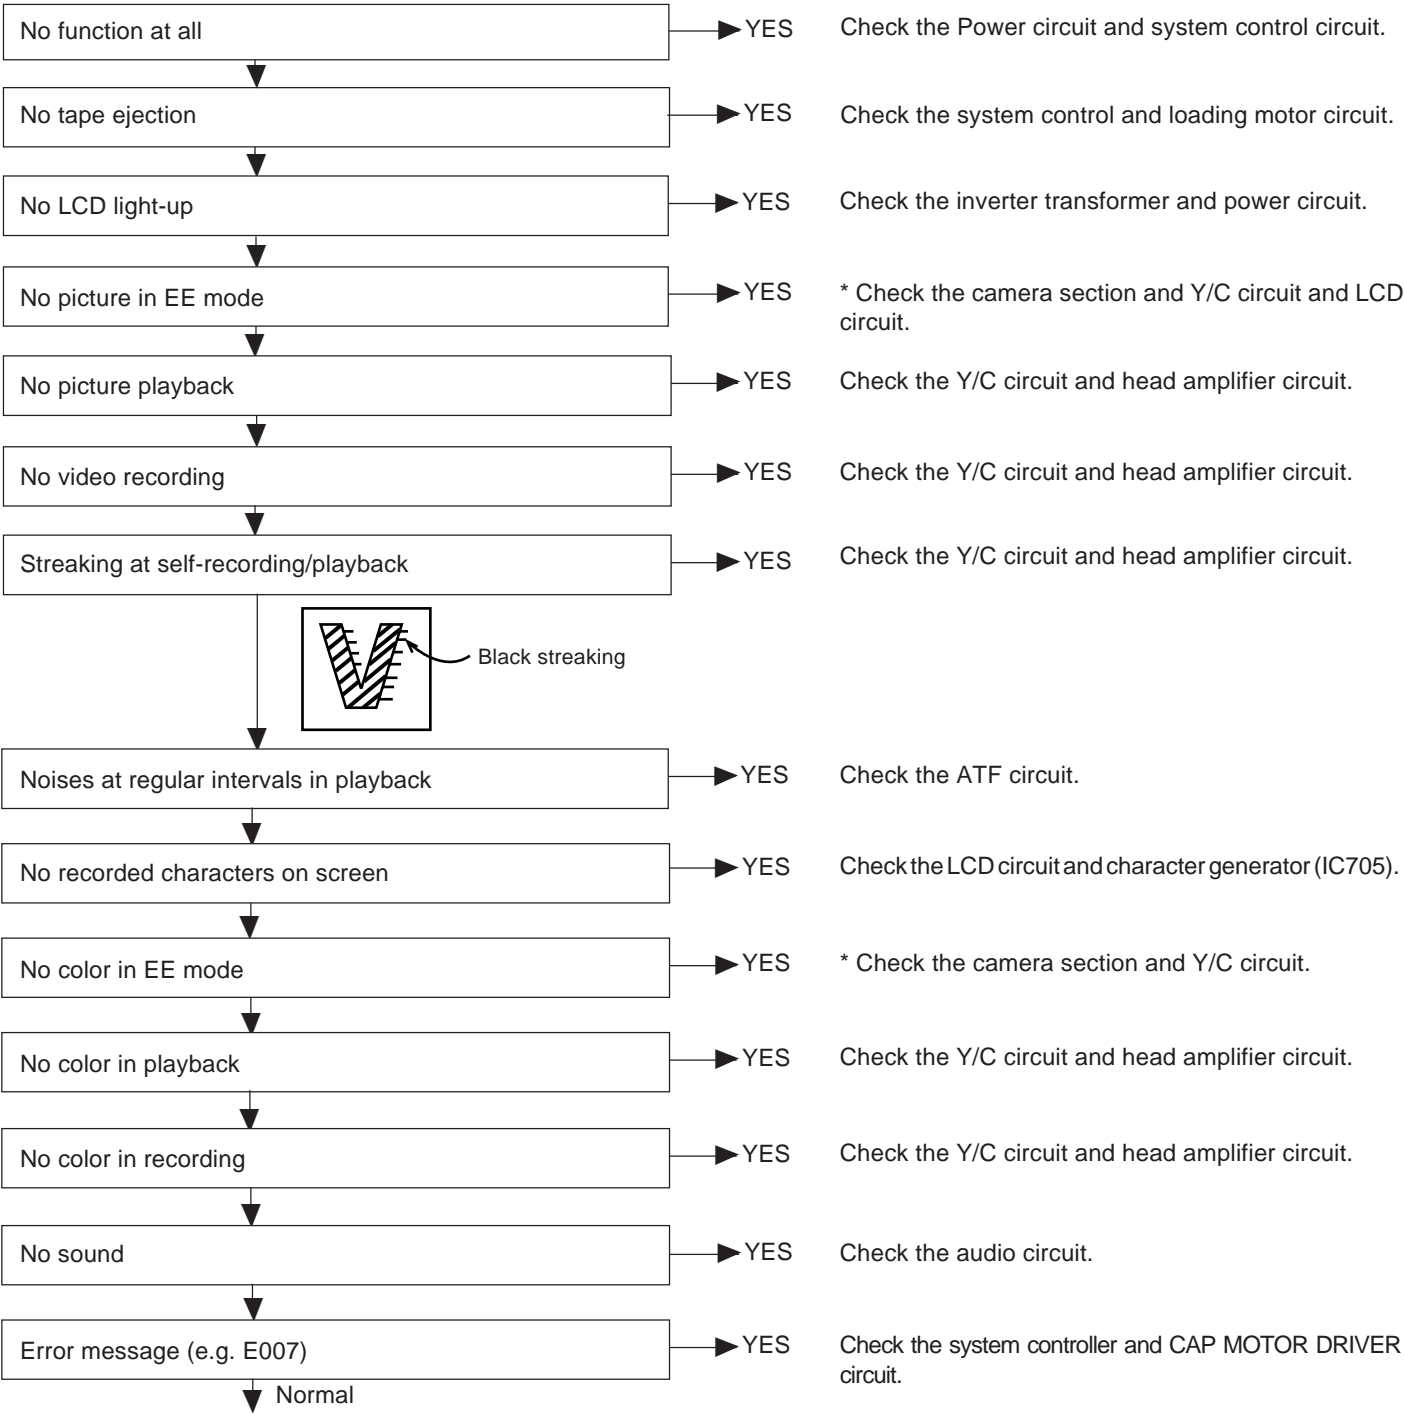 No function at all
YES
Check the Power circuit and system control circuit.
No tape ejection
YES
Check the system control and loading motor circuit.
No LCD light-up
YES
Check the inverter transformer and power circuit.
No picture in EE mode
YES
* Check the camera section and Y/C circuit and LCD
circuit.
No picture playback
YES
Check the Y/C circuit and head amplifier circuit.
No video recording
YES
Check the Y/C circuit and head amplifier circuit.
Streaking at self-recording/playback
YES
Check the Y/C circuit and head amplifier circuit.
Black streaking
Noises at regular intervals in playback
YES
Check the ATF circuit.
No recorded characters on screen
YES
Check the LCD circuit and character generator (IC705).
No color in EE mode
YES
* Check the camera section and Y/C circuit.
No color in playback
YES
Check the Y/C circuit and head amplifier circuit.
No color in recording
YES
Check the Y/C circuit and head amplifier circuit.
No sound
YES
Check the audio circuit.
Error message (e.g. E007)
YES
Check the system controller and CAP MOTOR DRIVER
circuit.
Normal